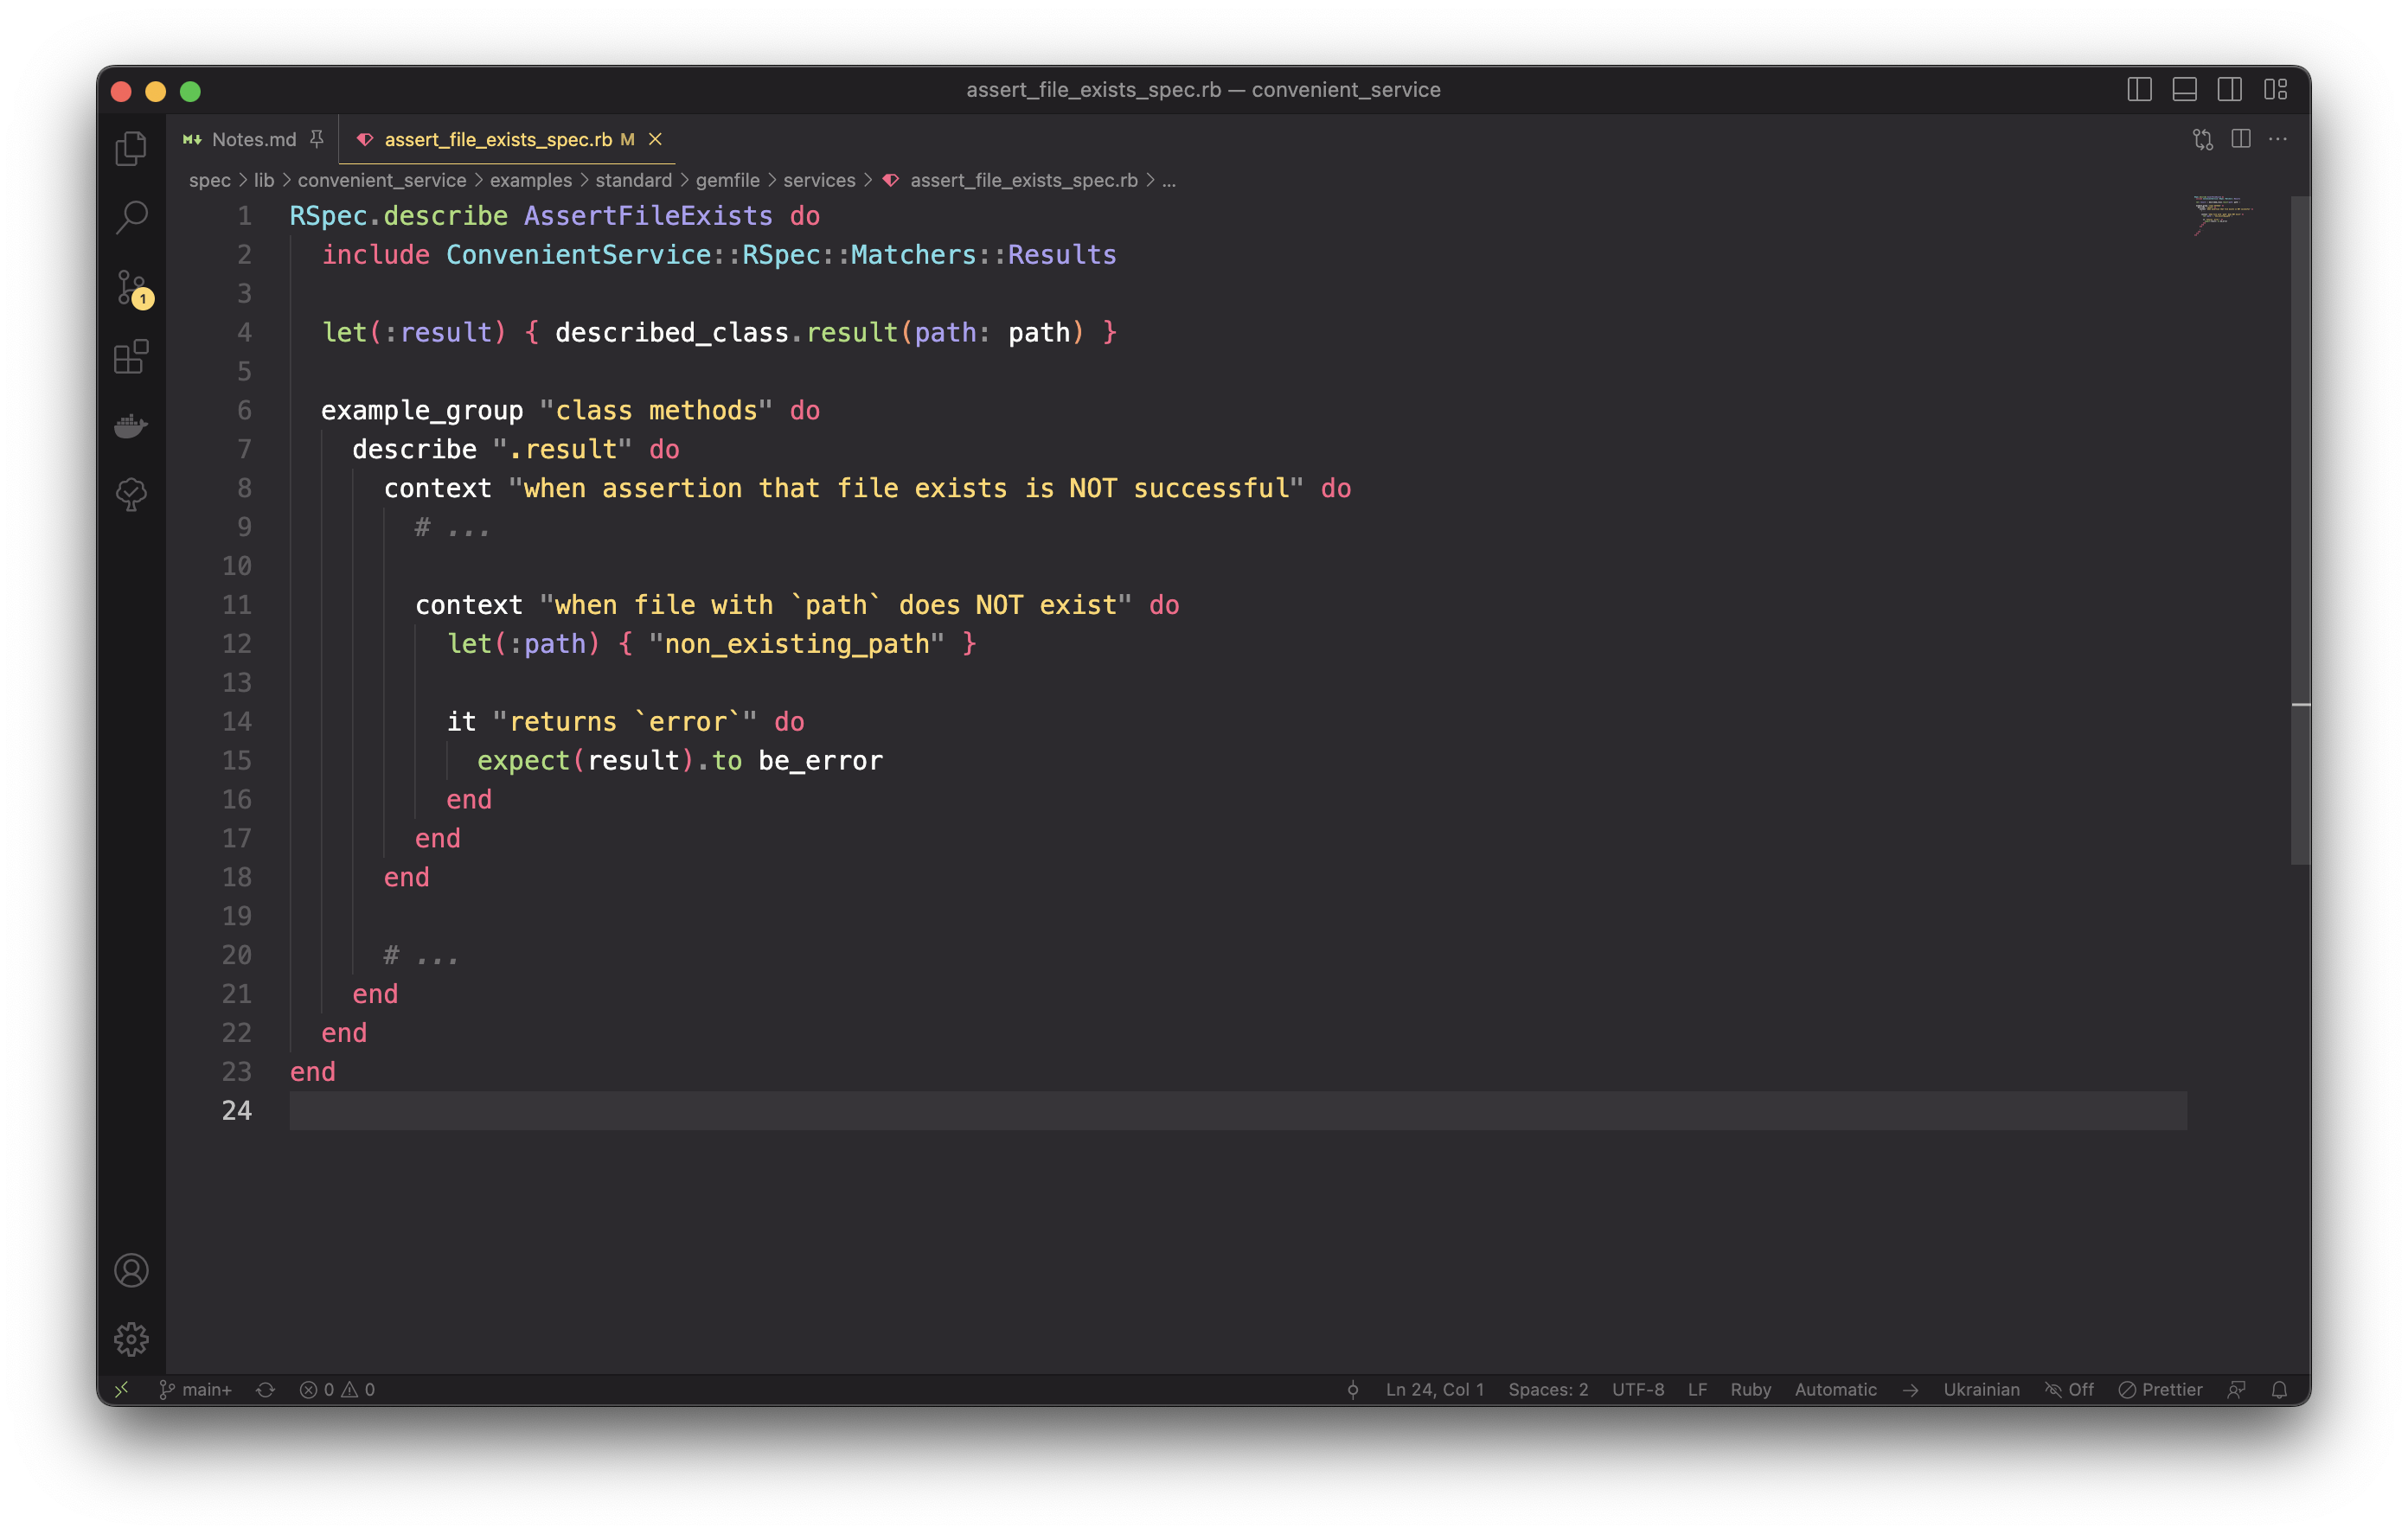 assert_file_exists_spec.rb — convenient_service
Notes.md
assert_file_exists_spec.rb M
spec > lib > convenient_service > examples > standard > gemfile > services > assert_file_exists_spec.rb > ...
1 RSpec.describe AssertFileExists do
2   include ConvenientService::RSpec::Matchers::Results
3
4   let(:result) { described_class.result(path: path) }
5
6   example_group "class methods" do
7     describe ".result" do
8       context "when assertion that file exists is NOT successful" do
9         # ...
10
11         context "when file with `path` does NOT exist" do
12           let(:path) { "non_existing_path" }
13
14           it "returns `error`" do
15             expect(result).to be_error
16           end
17         end
18       end
19
20       # ...
21     end
22   end
23 end
24
1
main+ 0 0 Ln 24, Col 1 Spaces: 2 UTF-8 LF Ruby Automatic Ukrainian Off Prettier